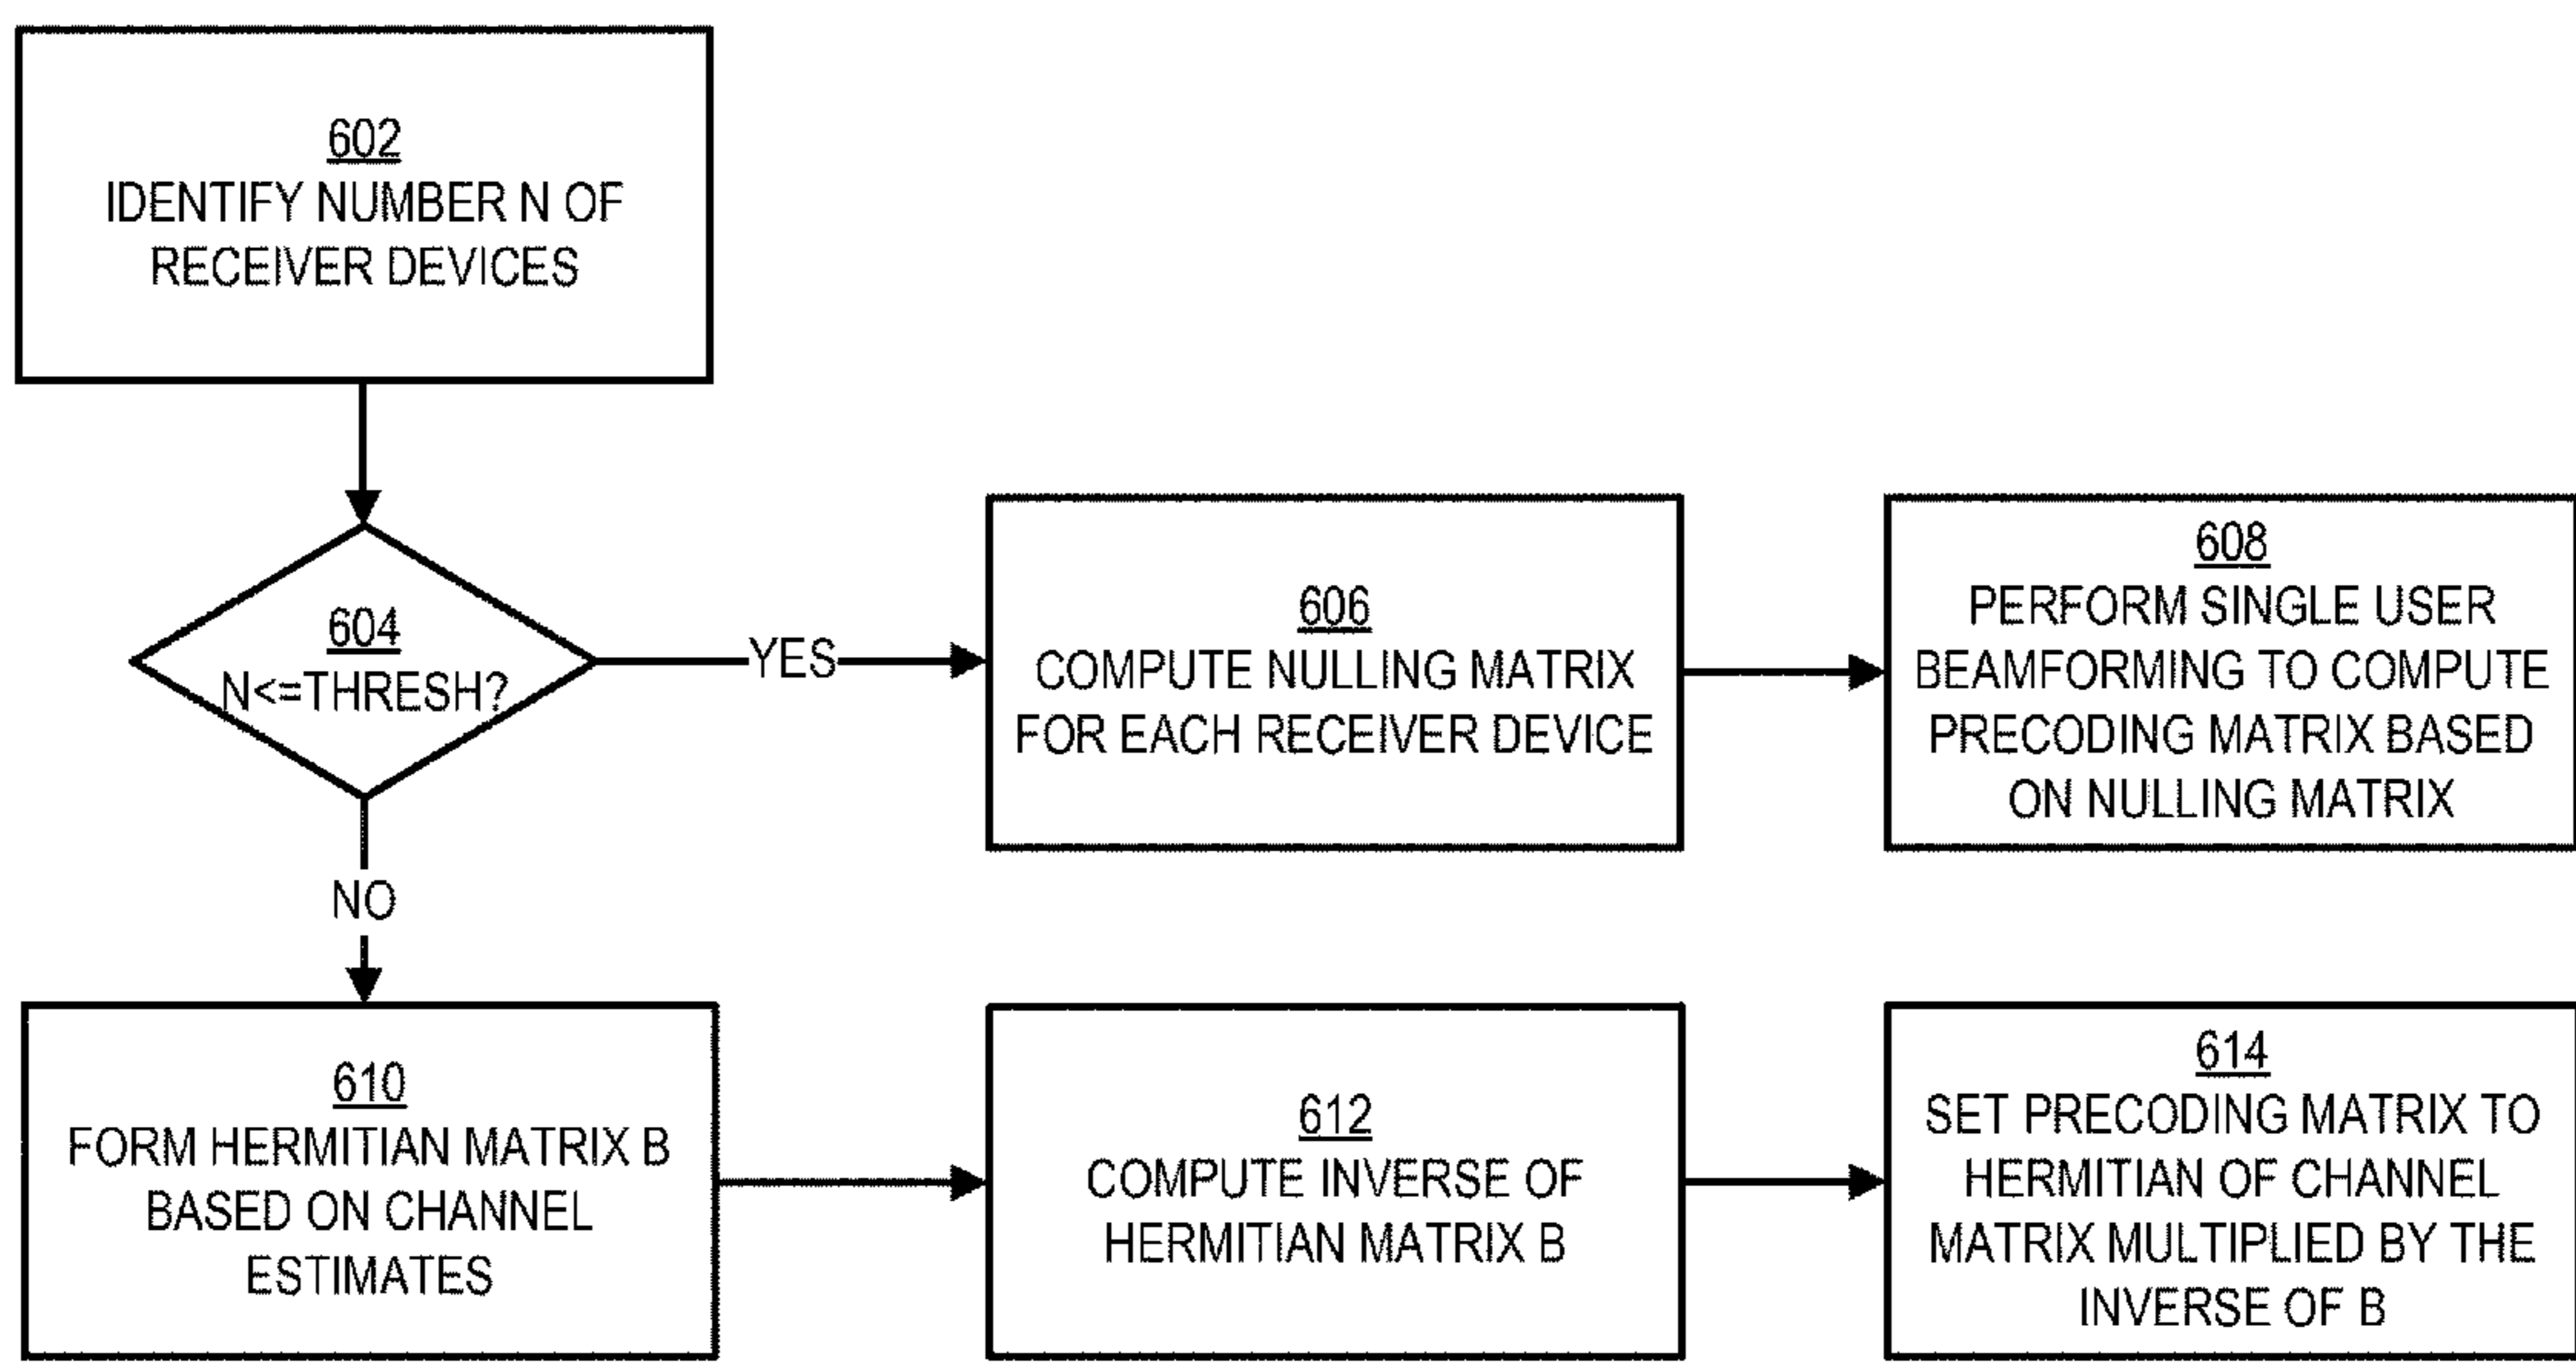 602
IDENTIFY NUMBER N OF
RECEIVER DEVICES
604
N<=THRESH?
YES
606
COMPUTE NULLING MATRIX
FOR EACH RECEIVER DEVICE
608
PERFORM SINGLE USER
BEAMFORMING TO COMPUTE
PRECODING MATRIX BASED
ON NULLING MATRIX
NO
610
FORM HERMITIAN MATRIX B
BASED ON CHANNEL
ESTIMATES
612
COMPUTE INVERSE OF
HERMITIAN MATRIX B
614
SET PRECODING MATRIX TO
HERMITIAN OF CHANNEL
MATRIX MULTIPLIED BY THE
INVERSE OF B